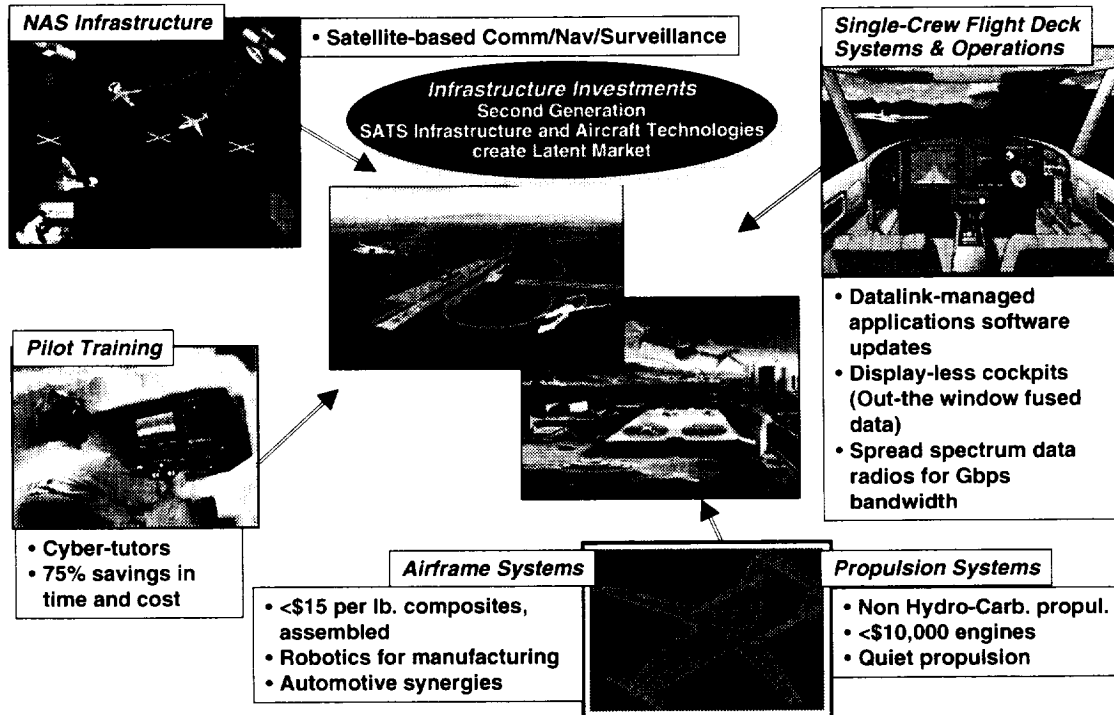 NAS Infrastructure
• Satellite-based Comm/Nav/Surveillance
Infrastructure Investments
Second Generation
SATS Infrastructure and Aircraft Technologies
create Latent Market
Single-Crew Flight Deck
Systems & Operations
• Datalink-managed
applications software
updates
• Display-less cockpits
(Out-the window fused
data)
• Spread spectrum data
radios for Gbps
bandwidth
Pilot Training
• Cyber-tutors
• 75% savings in
time and cost
Airframe Systems
• <$15 per lb. composites,
assembled
• Robotics for manufacturing
• Automotive synergies
Propulsion Systems
• Non Hydro-Carb. propul.
• <$10,000 engines
• Quiet propulsion